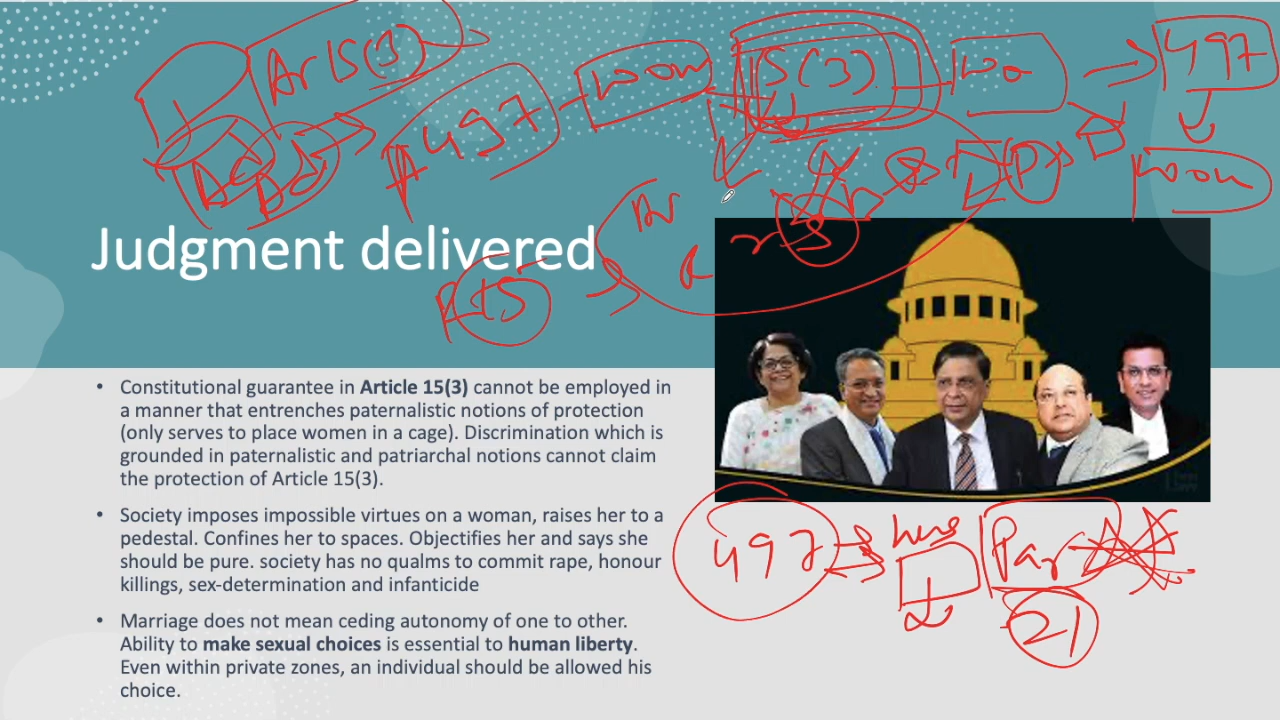 Ar 15(3)
497
woon
15(3)
wo
497
woon
Judgment delivered
15
• Constitutional guarantee in Article 15(3) cannot be employed in
a manner that entrenches paternalistic notions of protection
(only serves to place women in a cage). Discrimination which is
grounded in paternalistic and patriarchal notions cannot claim
the protection of Article 15(3).
• Society imposes impossible virtues on a woman, raises her to a
pedestal. Confines her to spaces. Objectifies her and says she
should be pure. society has no qualms to commit rape, honour
killings, sex-determination and infanticide
• Marriage does not mean ceding autonomy of one to other.
Ability to make sexual choices is essential to human liberty.
Even within private zones, an individual should be allowed his
choice.
497
Par
21